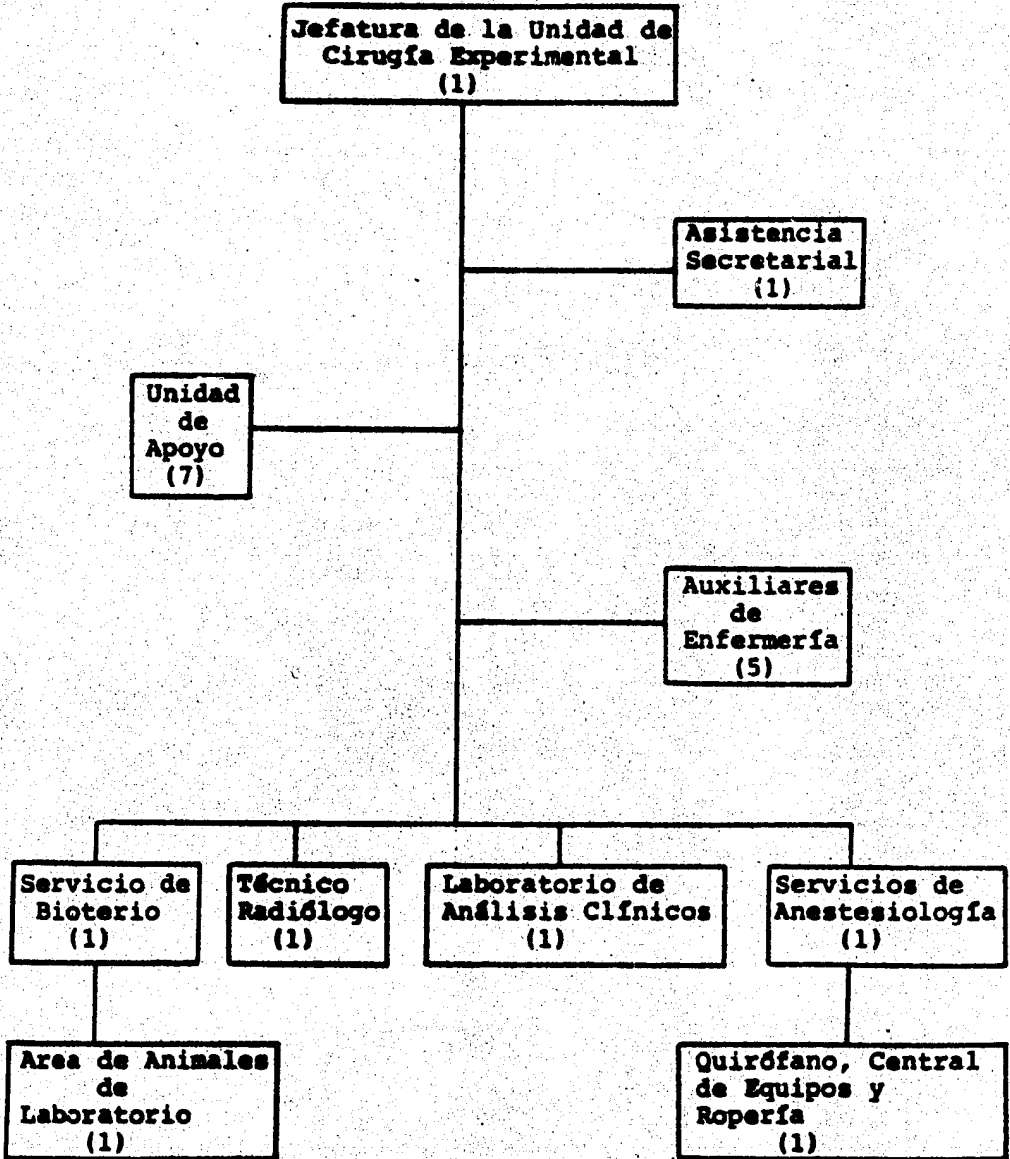 Jefatura de la Unidad de
Cirugía Experimental
(1)
Asistencia
Secretarial
(1)
Unidad
de
Apoyo
(7)
Auxiliares
de
Enfermería
(5)
Servicio de
Bioterio
(1)
Técnico
Radiólogo
(1)
Laboratorio de
Análisis Clínicos
(1)
Servicios de
Anestesiología
(1)
Area de Animales
de
Laboratorio
(1)
Quirófano, Central
de Equipos y
Ropería
(1)